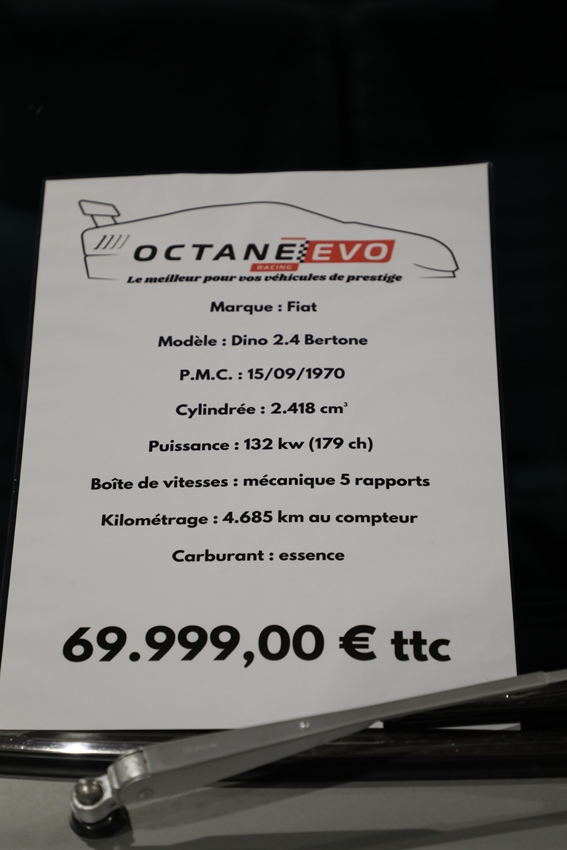 OCTANE EVO
RACING
Le meilleur pour vos véhicules de prestige
Marque : Fiat
Modèle : Dino 2.4 Bertone
P.M.C. : 15/09/1970
Cylindrée : 2.418 cm³
Puissance : 132 kw (179 ch)
Boîte de vitesses : mécanique 5 rapports
Kilométrage : 4.685 km au compteur
Carburant : essence
69.999,00 € ttc